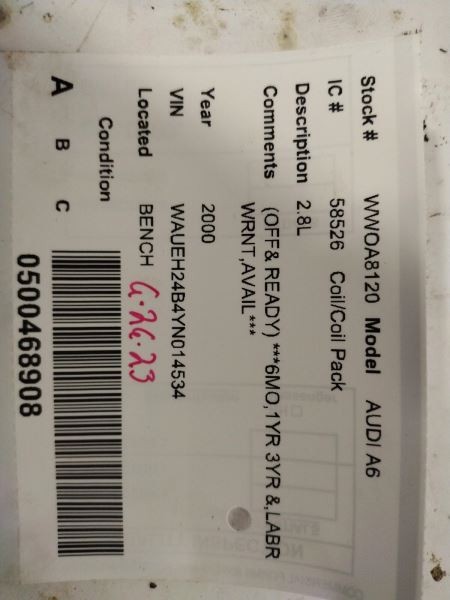 Stock # WWOA8120 Model AUDI A6
IC # 58526 Coil/Coil Pack
Description 2.8L
Comments (OFF& READY) ***6MO,1YR 3YR &,LABR
WRNT,AVAIL***
Year 2000
VIN WAUEH24B4YN014534
Located BENCH 6.26.23
Condition
A B C
0500468908